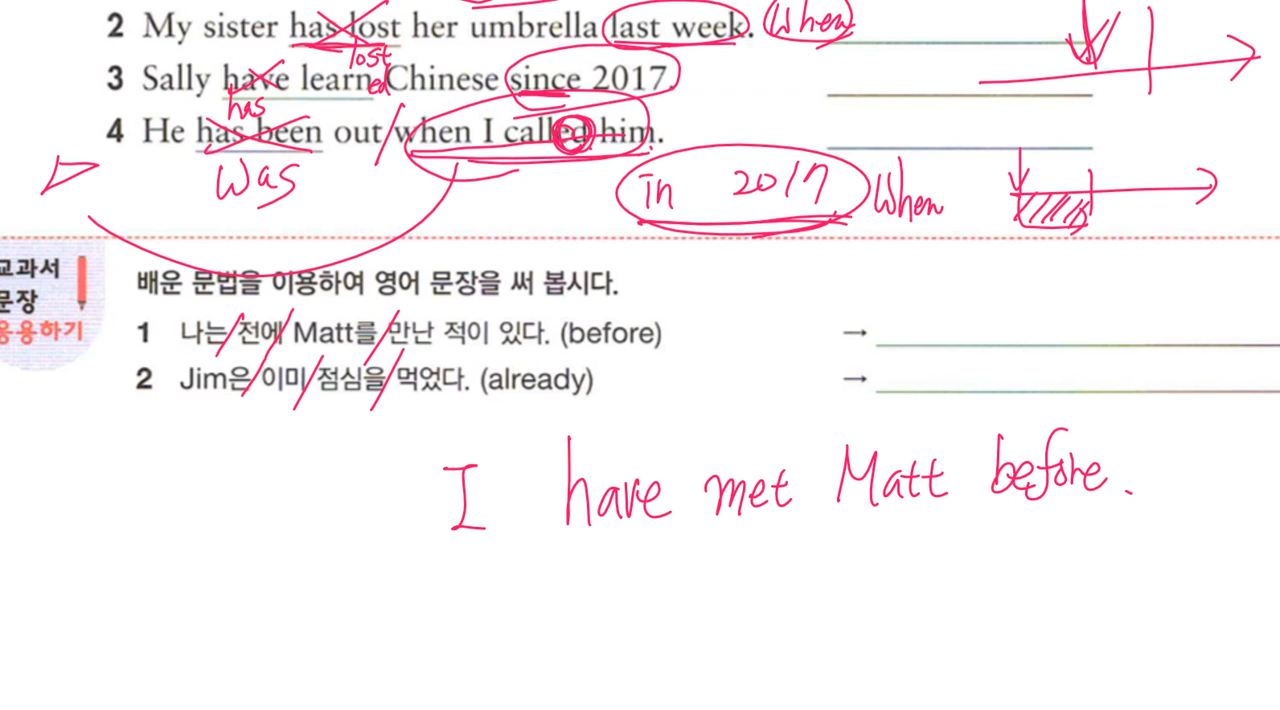 2 My sister has lost her umbrella last week. When
lost
3 Sally have learned Chinese since 2017.
has
4 He has been out when I called him.
was
in 2017 When
교과서
문장
응용하기
배운 문법을 이용하여 영어 문장을 써 봅시다.
1 나는 전에 Matt를 만난 적이 있다. (before) →
2 Jim은 이미 점심을 먹었다. (already) →
I have met Matt before.